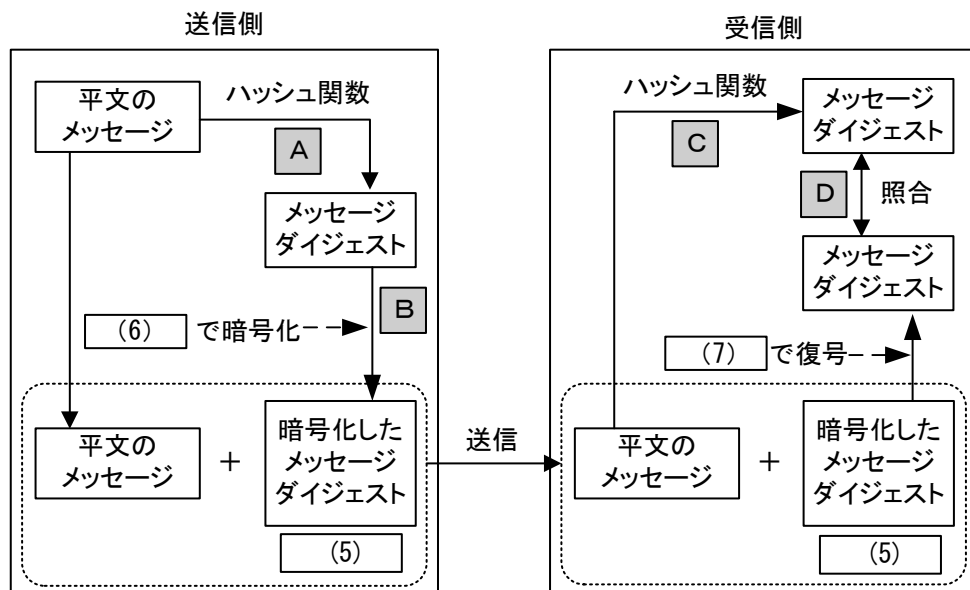 送信側
平文の
メッセージ
ハッシュ関数
A
メッセージ
ダイジェスト
B
(6) で暗号化
平文の
メッセージ
+
暗号化した
メッセージ
ダイジェスト
(5)
送信
受信側
ハッシュ関数
C
メッセージ
ダイジェスト
D
照合
メッセージ
ダイジェスト
(7) で復号
平文の
メッセージ
+
暗号化した
メッセージ
ダイジェスト
(5)